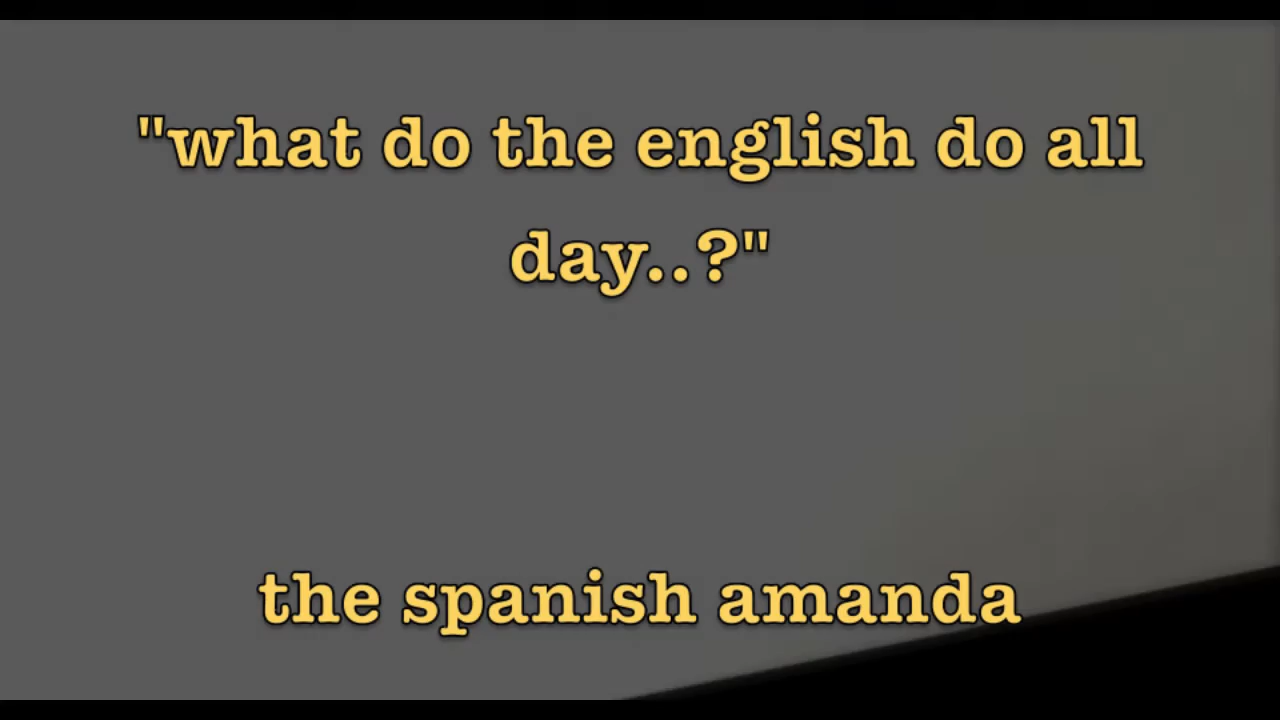 "what do the english do all
day..?"
the spanish amanda